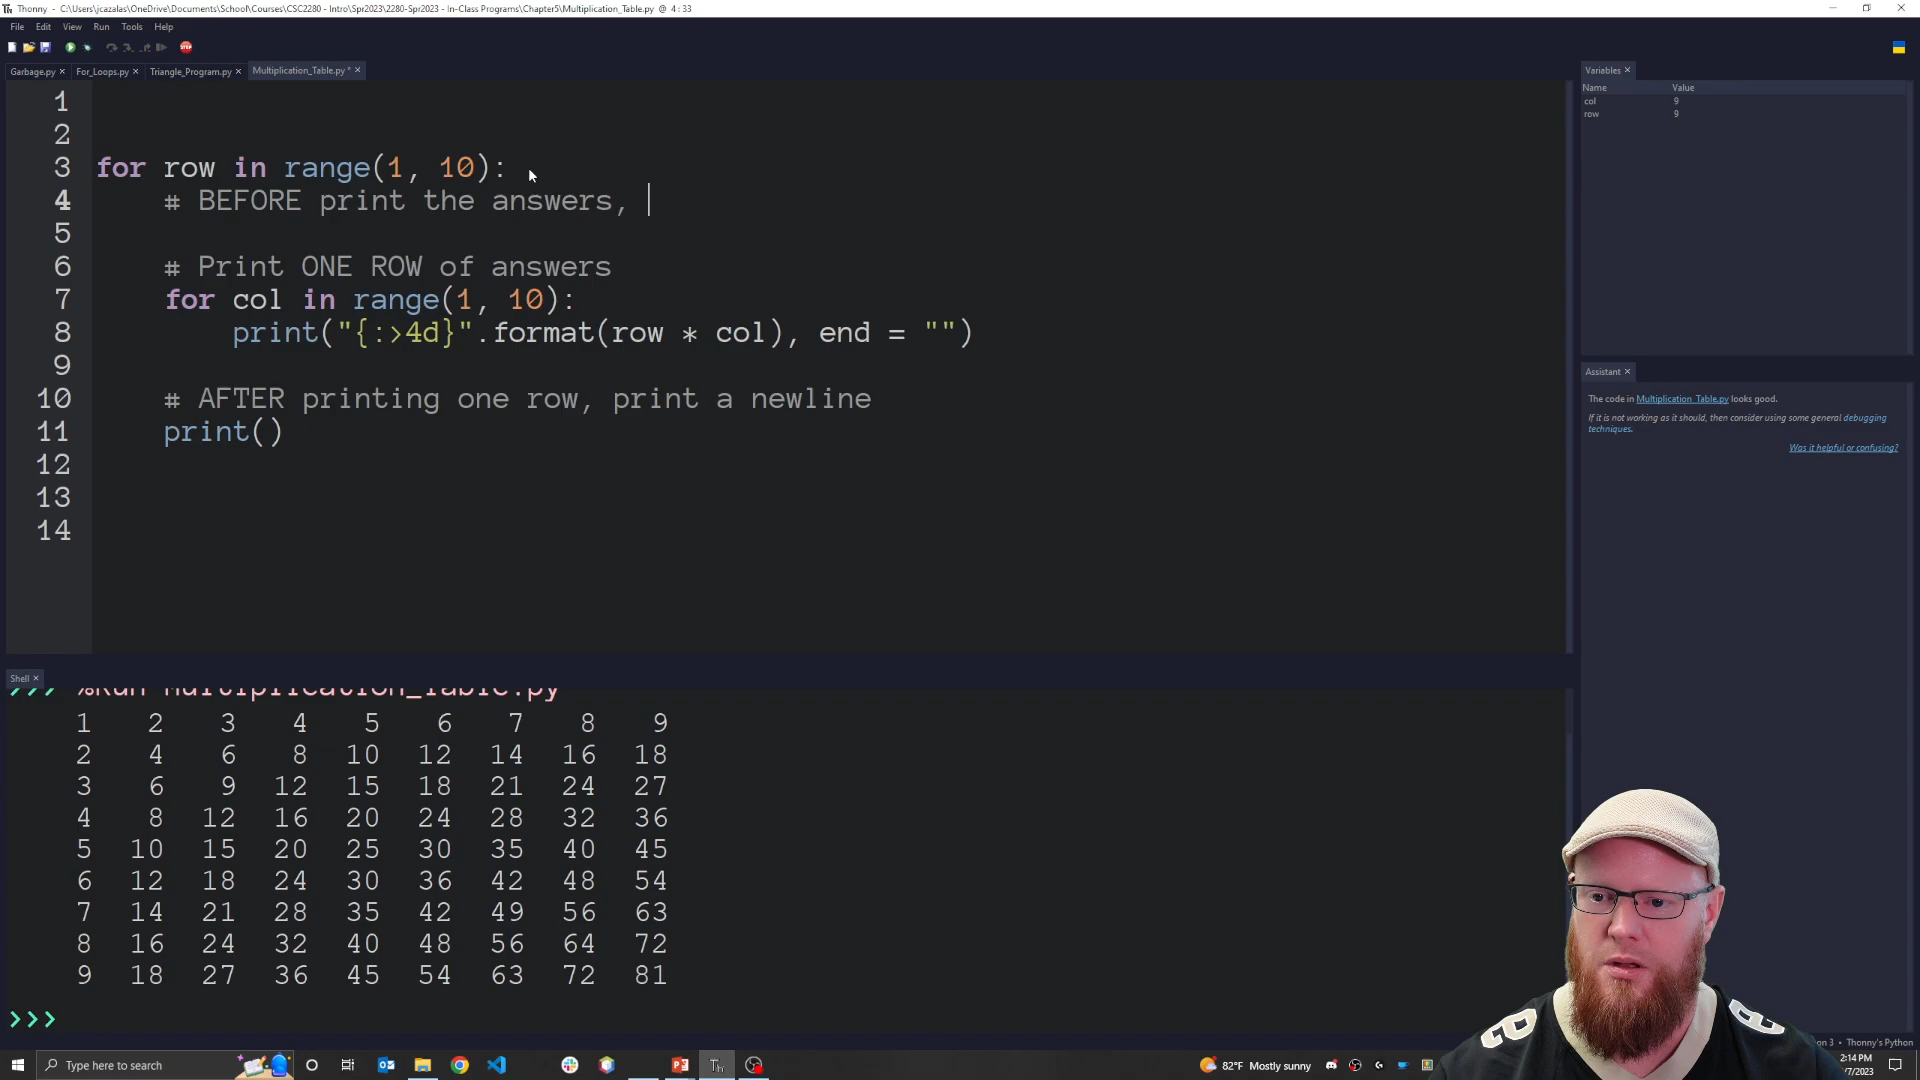 Thonny - C:\Users\jcazalas\OneDrive\Documents\School\Courses\CSC2280 - Intro\Spr2023\2280-Spr2023 - In-Class Programs\Chapter5\Multiplication_Table.py @ 4 : 33
File Edit View Run Tools Help
STOP
Garbage.py × For_Loops.py × Triangle_Program.py × Multiplication_Table.py * ×
1
2
3 for row in range(1, 10):
4 # BEFORE print the answers,
5
6 # Print ONE ROW of answers
7 for col in range(1, 10):
8 print("{:>4d}".format(row * col), end = "")
9
10 # AFTER printing one row, print a newline
11 print()
12
13
14
Variables ×
Name Value
col 9
row 9
Assistant ×
The code in Multiplication_Table.py looks good.
If it is not working as it should, then consider using some general debugging
techniques.
Was it helpful or confusing?
Shell ×
>>> %Run Multiplication_Table.py
1 2 3 4 5 6 7 8 9
2 4 6 8 10 12 14 16 18
3 6 9 12 15 18 21 24 27
4 8 12 16 20 24 28 32 36
5 10 15 20 25 30 35 40 45
6 12 18 24 30 36 42 48 54
7 14 21 28 35 42 49 56 63
8 16 24 32 40 48 56 64 72
9 18 27 36 45 54 63 72 81
>>>
on 3 • Thonny's Python
Type here to search
82°F Mostly sunny
2:14 PM
/7/2023